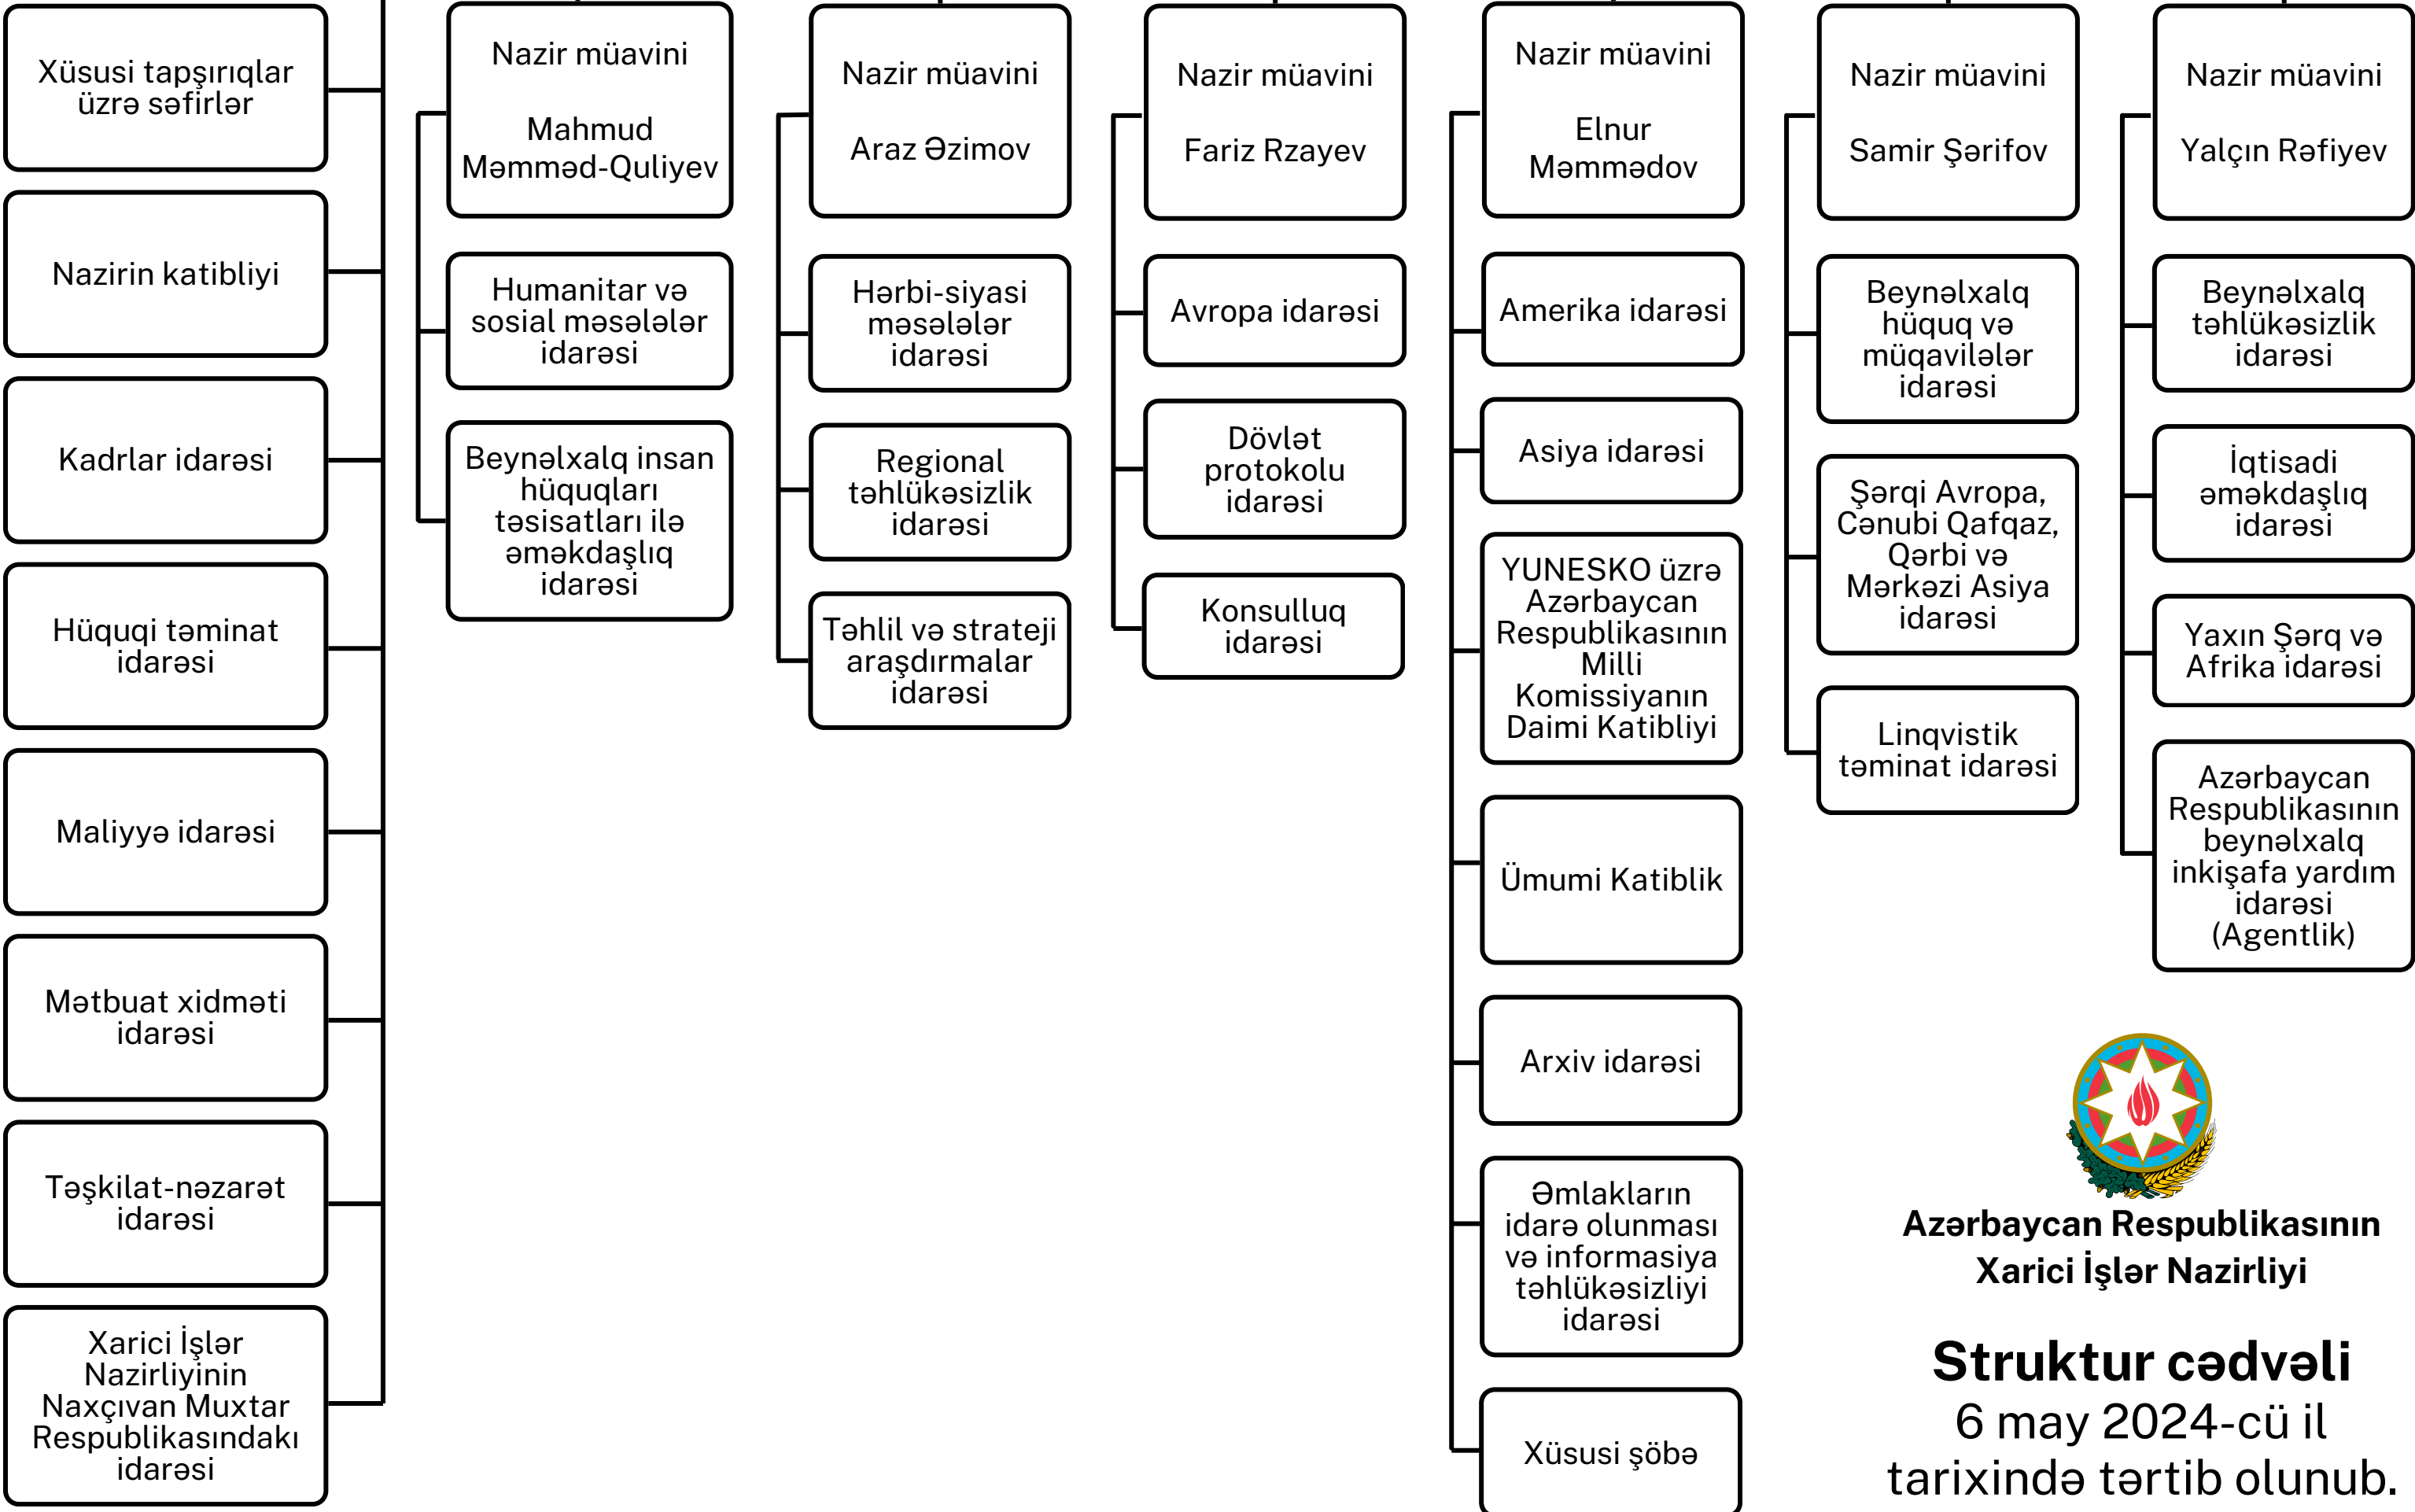 Xüsusi tapşırıqlar
üzrə səfirlər
Nazirin katibliyi
Kadrlar idarəsi
Hüquqi təminat
idarəsi
Maliyyə idarəsi
Mətbuat xidməti
idarəsi
Təşkilat-nəzarət
idarəsi
Xarici İşlər
Nazirliyinin
Naxçıvan Muxtar
Respublikasındakı
idarəsi
Nazir müavini
Mahmud
Məmməd-Quliyev
Humanitar və
sosial məsələlər
idarəsi
Beynəlxalq insan
hüquqları
təsisatları ilə
əməkdaşlıq
idarəsi
Nazir müavini
Araz Əzimov
Hərbi-siyasi
məsələlər
idarəsi
Regional
təhlükəsizlik
idarəsi
Təhlil və strateji
araşdırmalar
idarəsi
Nazir müavini
Fariz Rzayev
Avropa idarəsi
Dövlət
protokolu
idarəsi
Konsulluq
idarəsi
Nazir müavini
Elnur
Məmmədov
Amerika idarəsi
Asiya idarəsi
YUNESKO üzrə
Azərbaycan
Respublikasının
Milli
Komissiyanın
Daimi Katibliyi
Ümumi Katiblik
Arxiv idarəsi
Əmlakların
idarə olunması
və informasiya
təhlükəsizliyi
idarəsi
Xüsusi şöbə
Nazir müavini
Samir Şərifov
Beynəlxalq
hüquq və
müqavilələr
idarəsi
Şərqi Avropa,
Cənubi Qafqaz,
Qərbi və
Mərkəzi Asiya
idarəsi
Linqvistik
təminat idarəsi
Nazir müavini
Yalçın Rəfiyev
Beynəlxalq
təhlükəsizlik
idarəsi
İqtisadi
əməkdaşlıq
idarəsi
Yaxın Şərq və
Afrika idarəsi
Azərbaycan
Respublikasının
beynəlxalq
inkişafa yardım
idarəsi
(Agentlik)
Azərbaycan Respublikasının
Xarici İşlər Nazirliyi
Struktur cədvəli
6 may 2024-cü il
tarixində tərtib olunub.